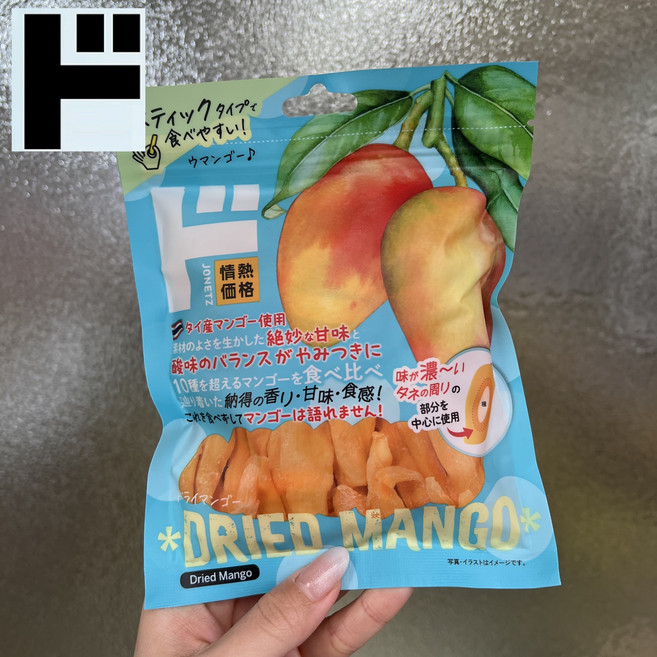 ド
スティックタイプで
食べやすい!
ウマンゴー♪
ド
JONETZ
情熱
価格
タイ産マンゴー使用
素材のよさを生かした絶妙な甘味と
酸味のバランスがやみつきに
10種を超えるマンゴーを食べ比べ
辿り着いた納得の香り・甘味・食感!
これを食べずしてマンゴーは語れません!
味が濃〜い
タネの周りの
部分を
中心に使用
ドライマンゴー
*DRIED MANGO*
Dried Mango
写真・イラストはイメージです。